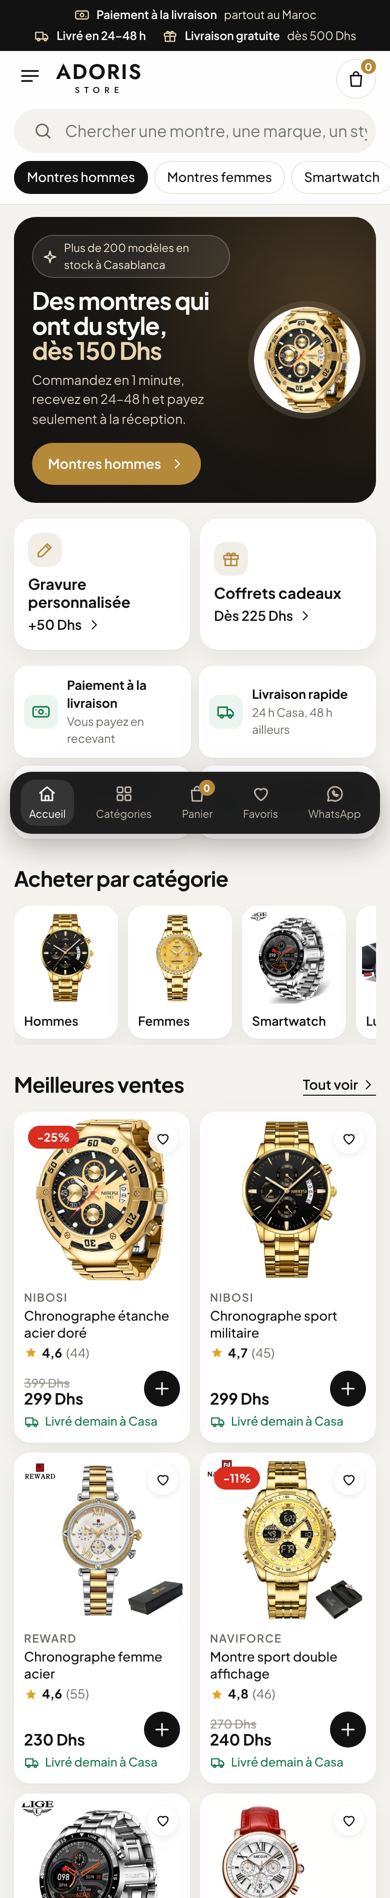 Paiement à la livraison partout au Maroc
Livré en 24–48 h Livraison gratuite dès 500 Dhs
ADORIS
STORE
0
Chercher une montre, une marque, un sty
Montres hommes
Montres femmes
Smartwatch
Plus de 200 modèles en
stock à Casablanca
Des montres qui
ont du style,
dès 150 Dhs
Commandez en 1 minute,
recevez en 24–48 h et payez
seulement à la réception.
Montres hommes
Gravure
personnalisée
+50 Dhs
Coffrets cadeaux
Dès 225 Dhs
Paiement à la
livraison
Vous payez en
recevant
Livraison rapide
24 h Casa, 48 h
ailleurs
Accueil
Catégories
0
Panier
Favoris
WhatsApp
Acheter par catégorie
LIGE
Hommes
Femmes
Smartwatch
Lu
Meilleures ventes
Tout voir
-25%
NIBOSI
Chronographe étanche
acier doré
4,6 (44)
399 Dhs
299 Dhs
Livré demain à Casa
NIBOSI
Chronographe sport
militaire
4,7 (45)
299 Dhs
Livré demain à Casa
REWARD
REWARD
Chronographe femme
acier
4,6 (55)
230 Dhs
Livré demain à Casa
-11%
NAVIFORCE
Montre sport double
affichage
4,8 (46)
270 Dhs
240 Dhs
Livré demain à Casa
LIGE